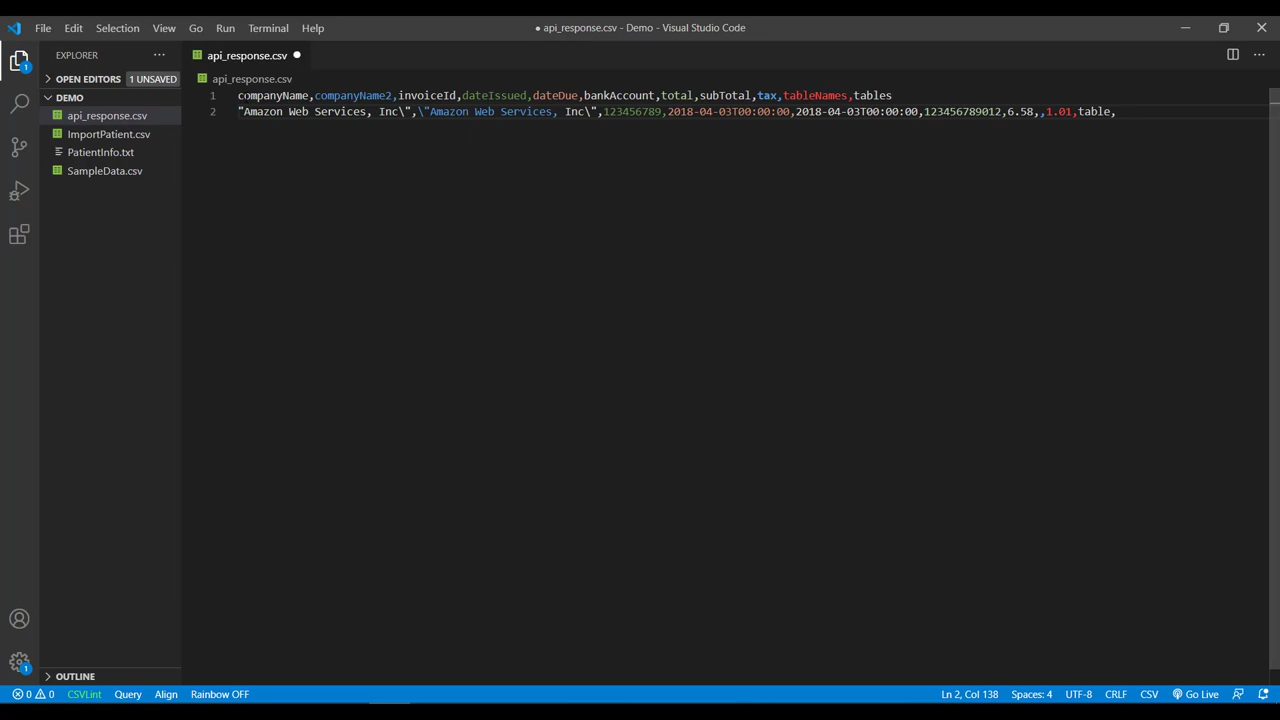 File Edit Selection View Go Run Terminal Help ● api_response.csv - Demo - Visual Studio Code
1
EXPLORER
OPEN EDITORS 1 UNSAVED
DEMO
api_response.csv
ImportPatient.csv
PatientInfo.txt
SampleData.csv
OUTLINE
api_response.csv
api_response.csv
1 companyName,companyName2,invoiceId,dateIssued,dateDue,bankAccount,total,subTotal,tax,tableNames,tables
2 "Amazon Web Services, Inc\",\"Amazon Web Services, Inc\",123456789,2018-04-03T00:00:00,2018-04-03T00:00:00,123456789012,6.58,,1.01,table,
1
0 0 CSVLint Query Align Rainbow OFF Ln 2, Col 138 Spaces: 4 UTF-8 CRLF CSV Go Live